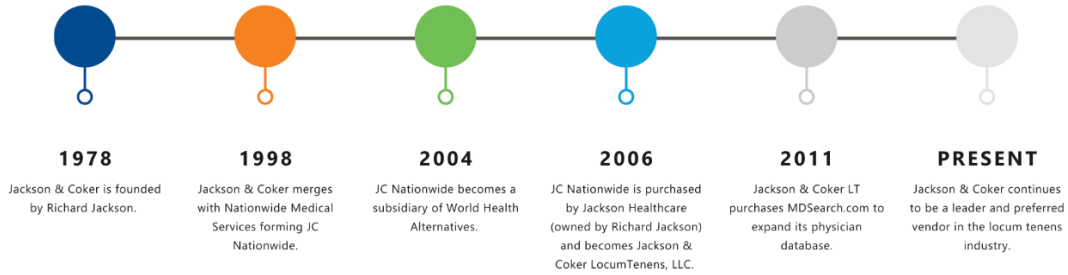 1978
Jackson & Coker is founded
by Richard Jackson.
1998
Jackson & Coker merges
with Nationwide Medical
Services forming JC
Nationwide.
2004
JC Nationwide becomes a
subsidiary of World Health
Alternatives.
2006
JC Nationwide is purchased
by Jackson Healthcare
(owned by Richard Jackson)
and becomes Jackson &
Coker LocumTenens, LLC.
2011
Jackson & Coker LT
purchases MDSearch.com to
expand its physician
database.
PRESENT
Jackson & Coker continues
to be a leader and preferred
vendor in the locum tenens
industry.